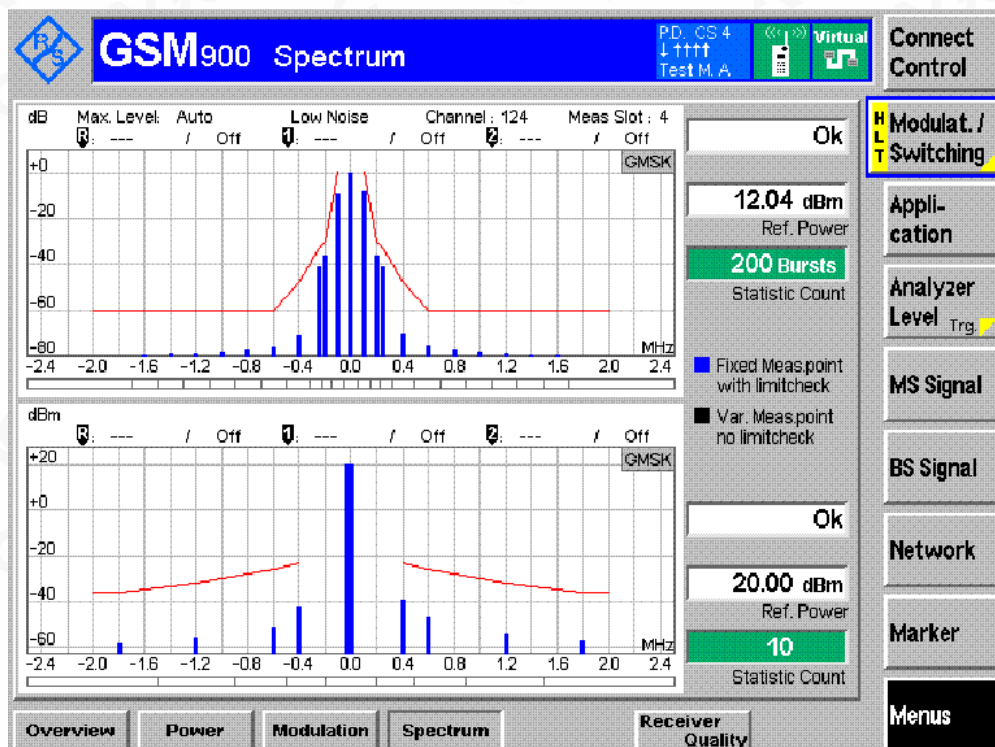 R S
GSM900 Spectrum
P.D. CS 4
↓ ↑↑↑↑
Test M. A
Virtual
Connect
Control
dB Max. Level: Auto Low Noise Channel : 124 Meas Slot : 4
R: --- / Off 1: --- / Off 2: --- / Off
GMSK
+0
-20
-40
-60
-80
MHz
-2.4 -2.0 -1.6 -1.2 -0.8 -0.4 0.0 0.4 0.8 1.2 1.6 2.0 2.4
Ok
12.04 dBm
Ref. Power
200 Bursts
Statistic Count
Fixed Meas.point
with limitcheck
Var. Meas.point
no limitcheck
dBm
R: --- / Off 1: --- / Off 2: --- / Off
GMSK
+20
+0
-20
-40
-60
MHz
-2.4 -2.0 -1.6 -1.2 -0.8 -0.4 0.0 0.4 0.8 1.2 1.6 2.0 2.4
Ok
20.00 dBm
Ref. Power
10
Statistic Count
HLT
Modulat. /
Switching
Appli-
cation
Analyzer
Level Trg.
MS Signal
BS Signal
Network
Marker
Menus
Overview Power Modulation Spectrum Receiver
Quality